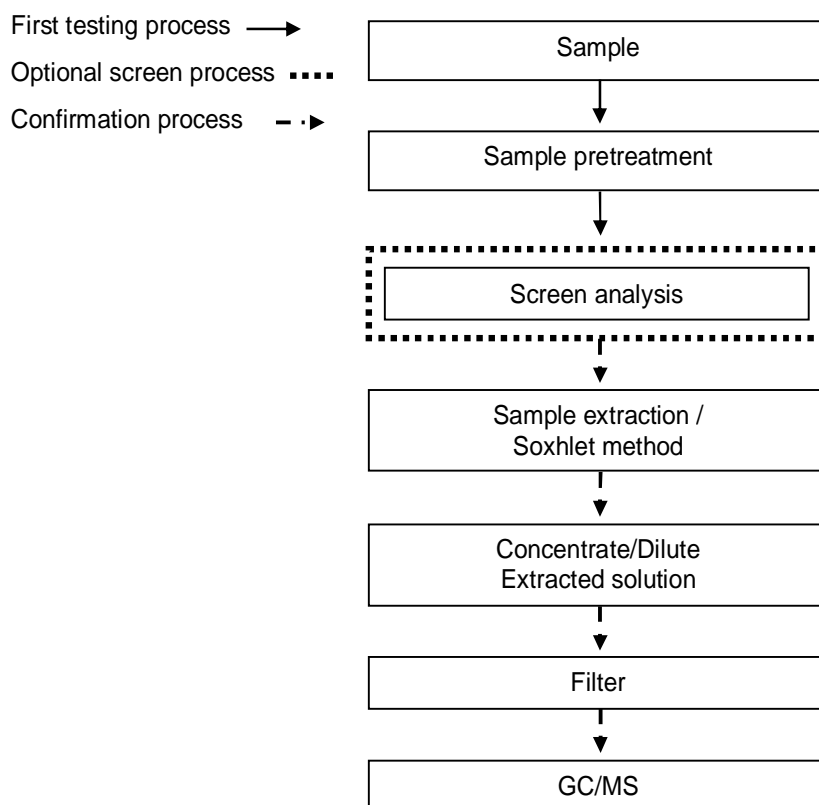 First testing process
Optional screen process
Confirmation process
Sample
Sample pretreatment
Screen analysis
Sample extraction /
Soxhlet method
Concentrate/Dilute
Extracted solution
Filter
GC/MS